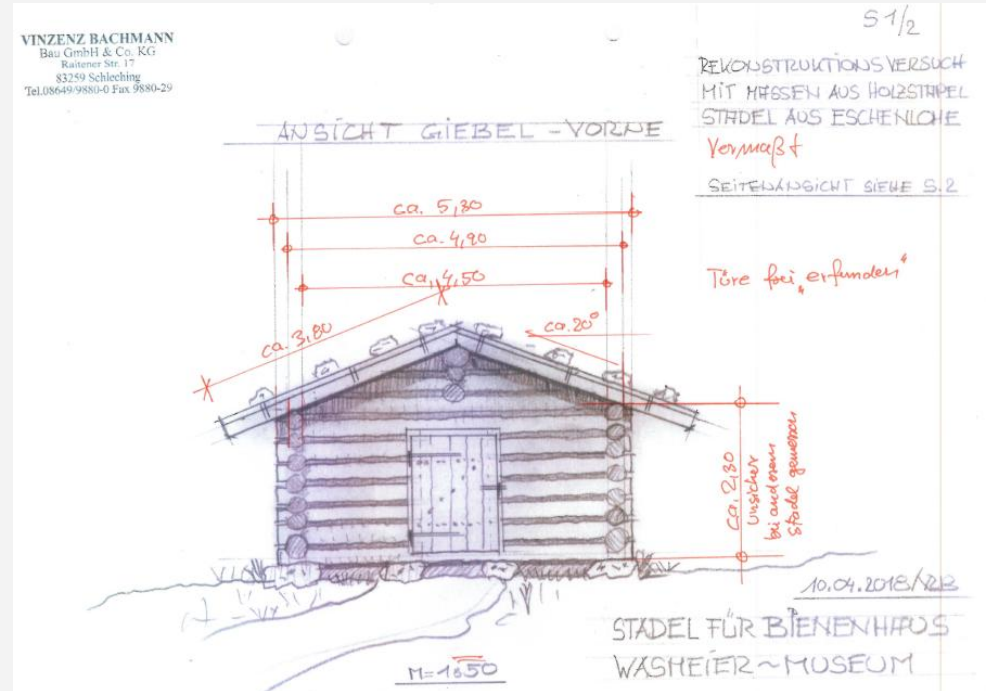 VINZENZ BACHMANN
Bau GmbH & Co. KG
Raitener Str. 17
83259 Schleching
Tel.08649/9880-0 Fax 9880-29
S 1/2
REKONSTRUKTIONSVERSUCH
MIT MASSEN AUS HOLZSTAPEL
STADEL AUS ESCHENLOHE
Vermaßt
SEITENANSICHT SIEHE S.2
ANSICHT GIEBEL - VORNE
ca. 5,30
ca. 4,90
ca. 4,50
Türe frei „erfunden"
ca. 3,80
ca. 20°
ca. 2,30
unsicher
bei anderem
Stadel gemessen
10.04.2018/
STADEL FÜR BIENENHAUS
WASMEIER~MUSEUM
M=1:50